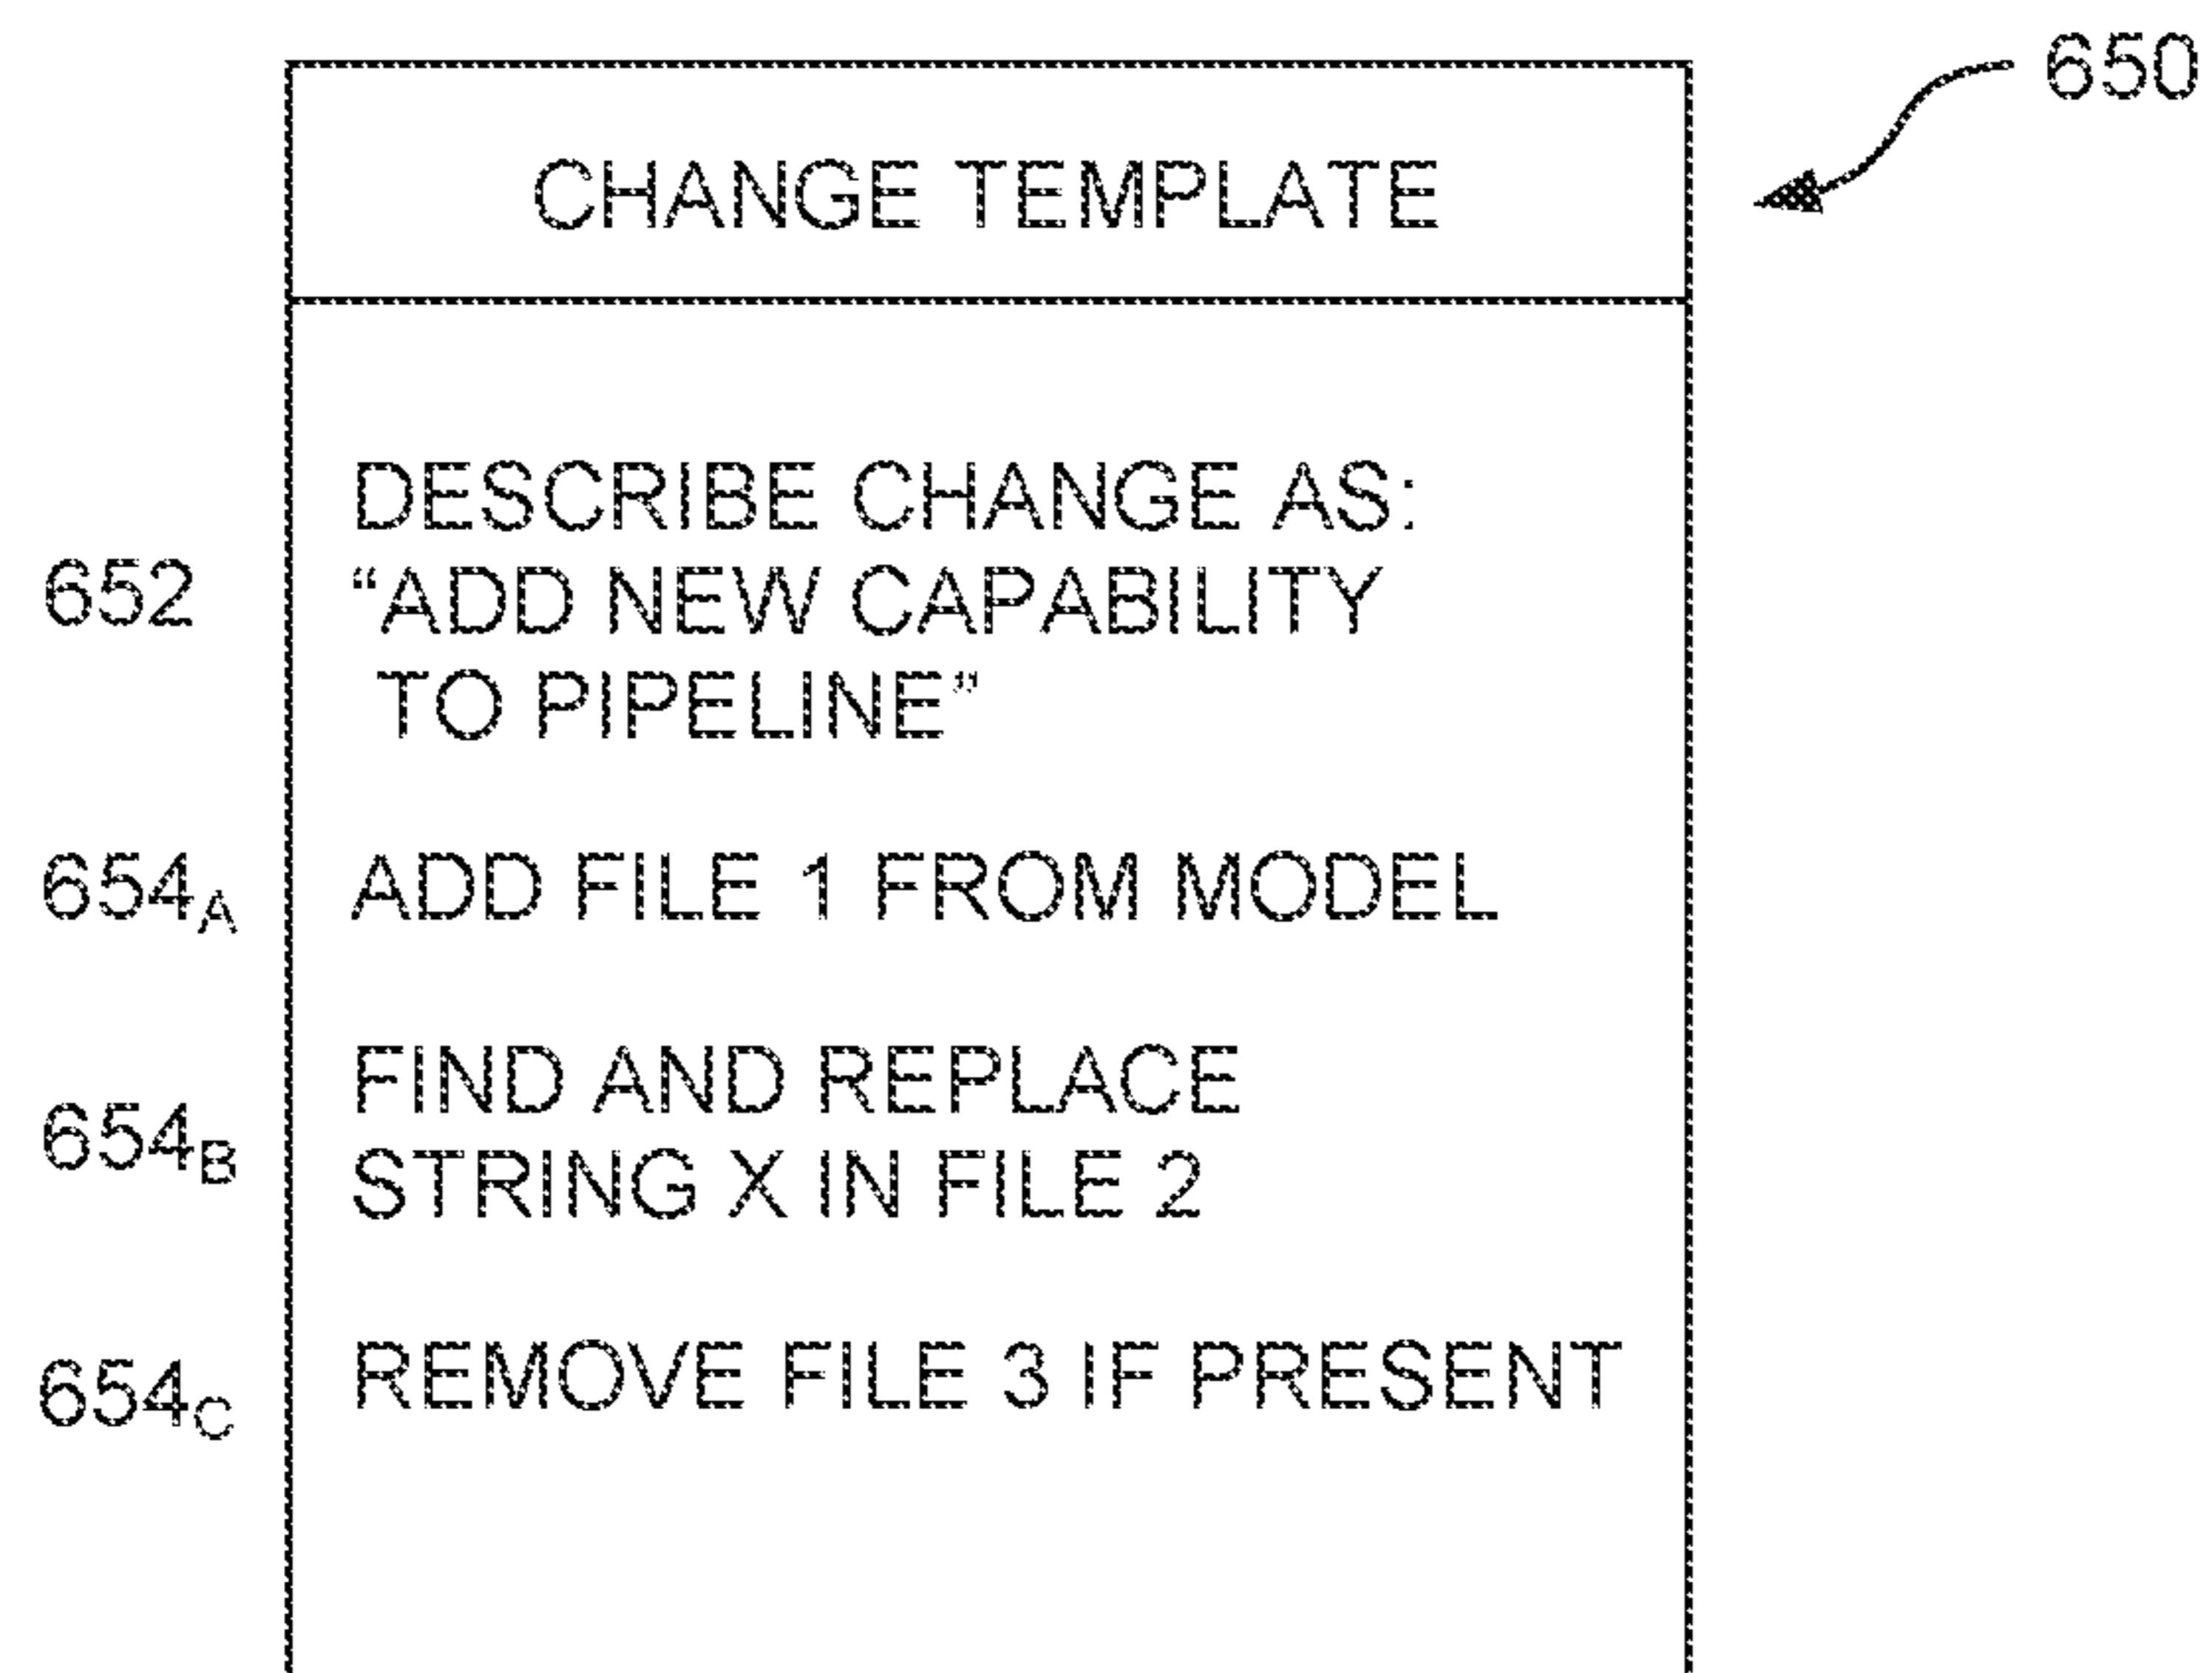 650
CHANGE TEMPLATE
DESCRIBE CHANGE AS:
652 “ADD NEW CAPABILITY
TO PIPELINE”
654A ADD FILE 1 FROM MODEL
FIND AND REPLACE
654B
STRING X IN FILE 2
654C REMOVE FILE 3 IF PRESENT